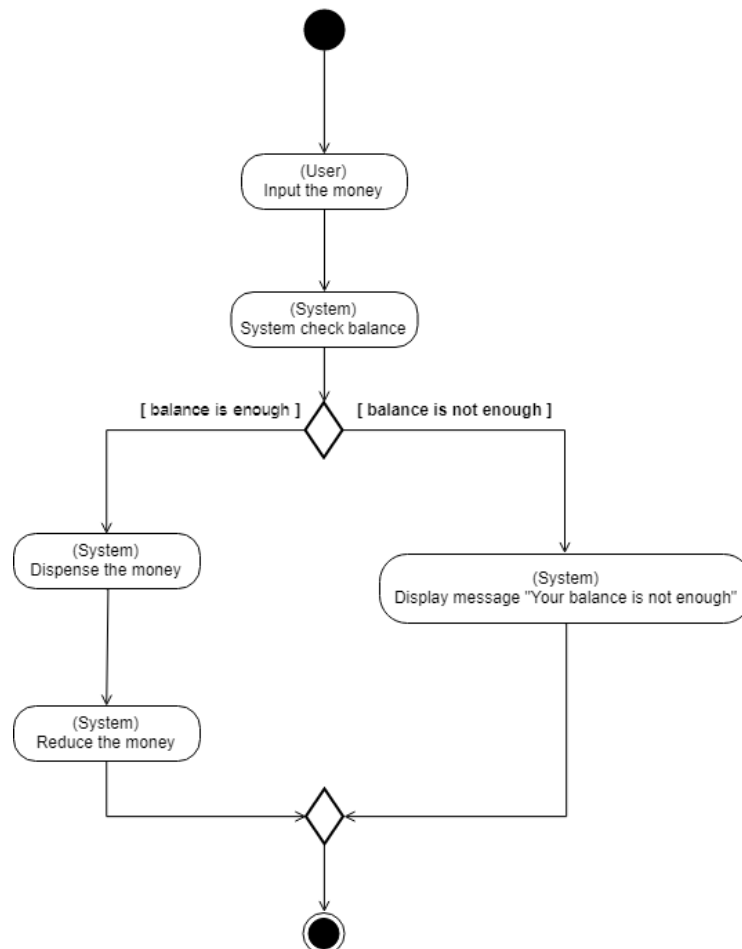 (User)
Input the money
(System)
System check balance
[ balance is enough ]
[ balance is not enough ]
(System)
Dispense the money
(System)
Display message "Your balance is not enough"
(System)
Reduce the money